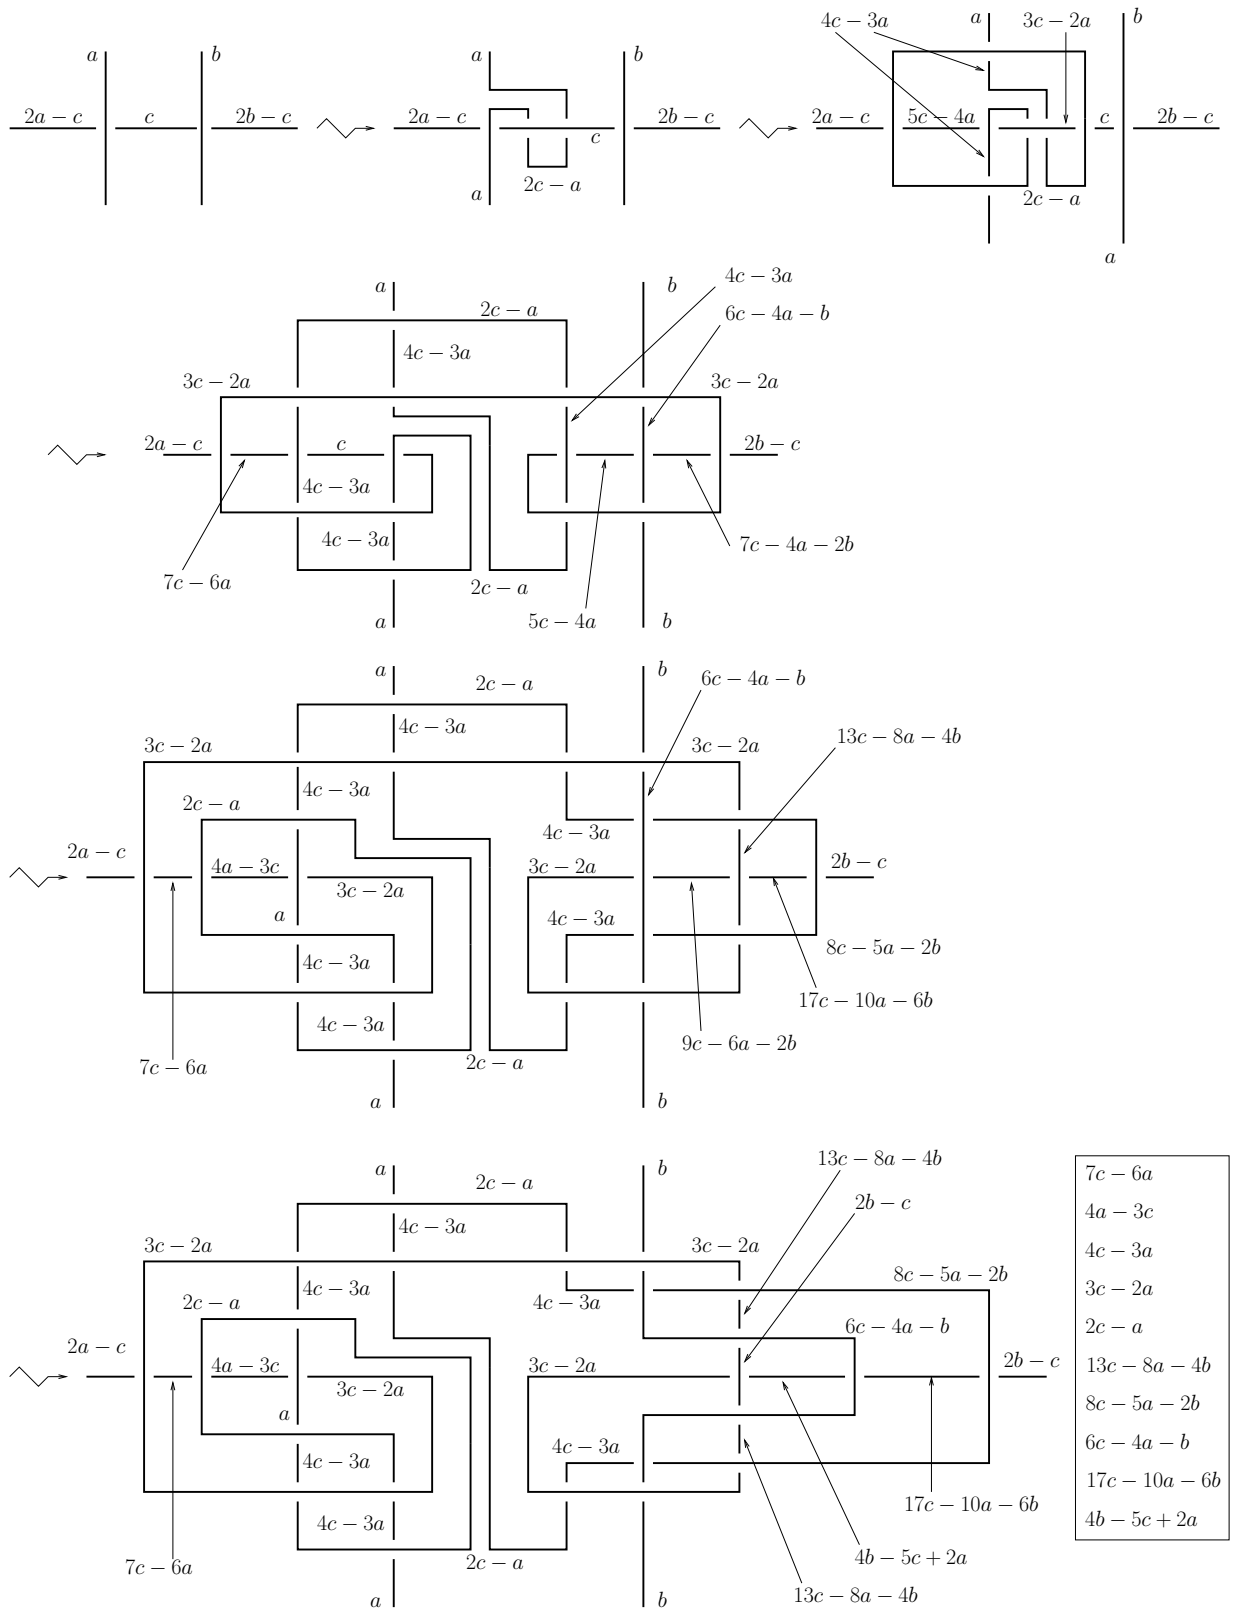 a b a b a 4c − 3a 3c − 2a b
2a − c c 2b − c 2a − c c 2b − c 2a − c 5c − 4a c 2b − c
a 2c − a 2c − a
a
a b 4c − 3a
2c − a 6c − 4a − b
4c − 3a
3c − 2a 3c − 2a
2a − c c 2b − c
4c − 3a
4c − 3a 7c − 4a − 2b
7c − 6a 2c − a
a 5c − 4a b
a b 6c − 4a − b
2c − a
4c − 3a 13c − 8a − 4b
3c − 2a 3c − 2a
4c − 3a
2c − a
4c − 3a
2a − c 4a − 3c 3c − 2a 2b − c
3c − 2a
a 4c − 3a
4c − 3a 8c − 5a − 2b
17c − 10a − 6b
4c − 3a
9c − 6a − 2b
7c − 6a 2c − a
a b
a b 13c − 8a − 4b
2c − a 2b − c
4c − 3a
3c − 2a 3c − 2a
4c − 3a 8c − 5a − 2b
2c − a 4c − 3a
6c − 4a − b
2a − c 4a − 3c 3c − 2a 2b − c
3c − 2a
a
4c − 3a 4c − 3a
17c − 10a − 6b
4c − 3a
7c − 6a 2c − a 4b − 5c + 2a
a b 13c − 8a − 4b
7c − 6a
4a − 3c
4c − 3a
3c − 2a
2c − a
13c − 8a − 4b
8c − 5a − 2b
6c − 4a − b
17c − 10a − 6b
4b − 5c + 2a